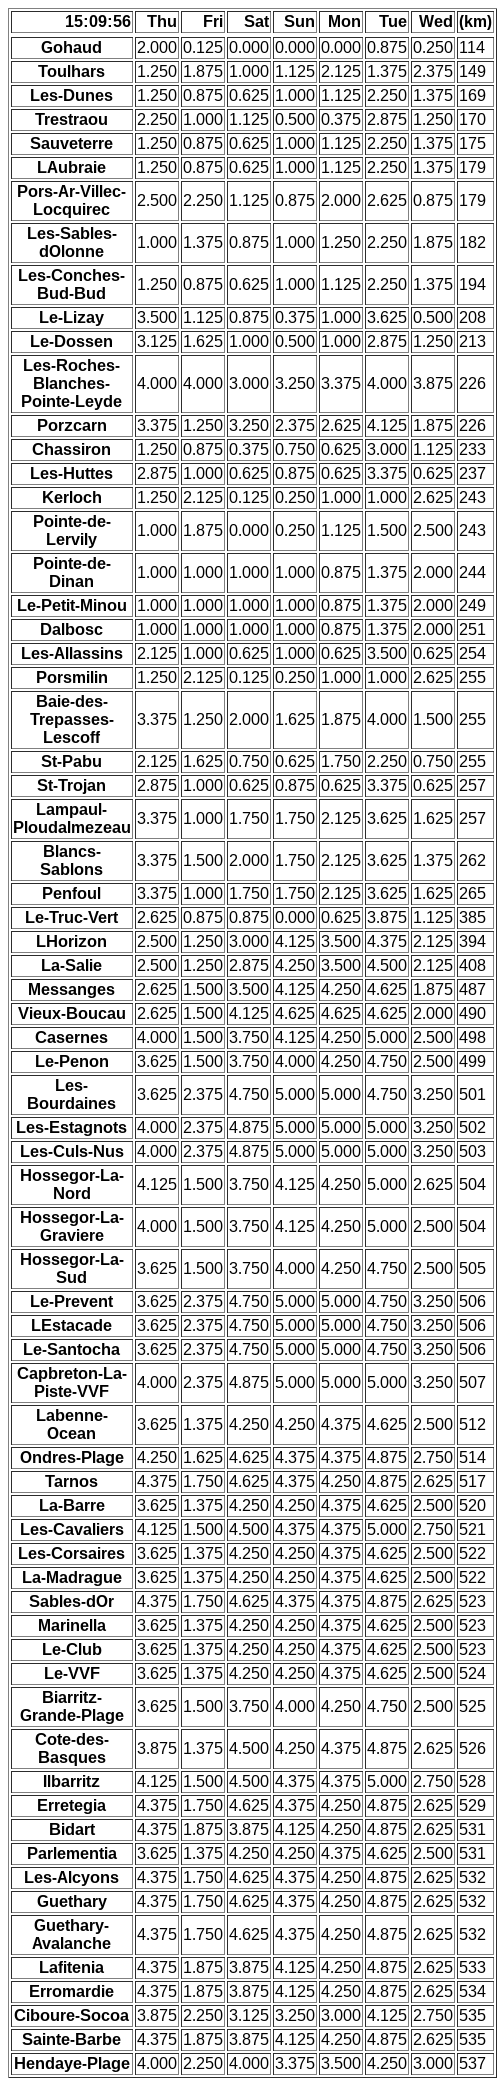 15:09:56 Thu Fri Sat Sun Mon Tue Wed (km)
Gohaud 2.000 0.125 0.000 0.000 0.000 0.875 0.250 114
Toulhars 1.250 1.875 1.000 1.125 2.125 1.375 2.375 149
Les-Dunes 1.250 0.875 0.625 1.000 1.125 2.250 1.375 169
Trestraou 2.250 1.000 1.125 0.500 0.375 2.875 1.250 170
Sauveterre 1.250 0.875 0.625 1.000 1.125 2.250 1.375 175
LAubraie 1.250 0.875 0.625 1.000 1.125 2.250 1.375 179
Pors-Ar-Villec-
Locquirec 2.500 2.250 1.125 0.875 2.000 2.625 0.875 179
Les-Sables-
dOlonne 1.000 1.375 0.875 1.000 1.250 2.250 1.875 182
Les-Conches-
Bud-Bud 1.250 0.875 0.625 1.000 1.125 2.250 1.375 194
Le-Lizay 3.500 1.125 0.875 0.375 1.000 3.625 0.500 208
Le-Dossen 3.125 1.625 1.000 0.500 1.000 2.875 1.250 213
Les-Roches-
Blanches-
Pointe-Leyde 4.000 4.000 3.000 3.250 3.375 4.000 3.875 226
Porzcarn 3.375 1.250 3.250 2.375 2.625 4.125 1.875 226
Chassiron 1.250 0.875 0.375 0.750 0.625 3.000 1.125 233
Les-Huttes 2.875 1.000 0.625 0.875 0.625 3.375 0.625 237
Kerloch 1.250 2.125 0.125 0.250 1.000 1.000 2.625 243
Pointe-de-
Lervily 1.000 1.875 0.000 0.250 1.125 1.500 2.500 243
Pointe-de-
Dinan 1.000 1.000 1.000 1.000 0.875 1.375 2.000 244
Le-Petit-Minou 1.000 1.000 1.000 1.000 0.875 1.375 2.000 249
Dalbosc 1.000 1.000 1.000 1.000 0.875 1.375 2.000 251
Les-Allassins 2.125 1.000 0.625 1.000 0.625 3.500 0.625 254
Porsmilin 1.250 2.125 0.125 0.250 1.000 1.000 2.625 255
Baie-des-
Trepasses-
Lescoff 3.375 1.250 2.000 1.625 1.875 4.000 1.500 255
St-Pabu 2.125 1.625 0.750 0.625 1.750 2.250 0.750 255
St-Trojan 2.875 1.000 0.625 0.875 0.625 3.375 0.625 257
Lampaul-
Ploudalmezeau 3.375 1.000 1.750 1.750 2.125 3.625 1.625 257
Blancs-
Sablons 3.375 1.500 2.000 1.750 2.125 3.625 1.375 262
Penfoul 3.375 1.000 1.750 1.750 2.125 3.625 1.625 265
Le-Truc-Vert 2.625 0.875 0.875 0.000 0.625 3.875 1.125 385
LHorizon 2.500 1.250 3.000 4.125 3.500 4.375 2.125 394
La-Salie 2.500 1.250 2.875 4.250 3.500 4.500 2.125 408
Messanges 2.625 1.500 3.500 4.125 4.250 4.625 1.875 487
Vieux-Boucau 2.625 1.500 4.125 4.625 4.625 4.625 2.000 490
Casernes 4.000 1.500 3.750 4.125 4.250 5.000 2.500 498
Le-Penon 3.625 1.500 3.750 4.000 4.250 4.750 2.500 499
Les-
Bourdaines 3.625 2.375 4.750 5.000 5.000 4.750 3.250 501
Les-Estagnots 4.000 2.375 4.875 5.000 5.000 5.000 3.250 502
Les-Culs-Nus 4.000 2.375 4.875 5.000 5.000 5.000 3.250 503
Hossegor-La-
Nord 4.125 1.500 3.750 4.125 4.250 5.000 2.625 504
Hossegor-La-
Graviere 4.000 1.500 3.750 4.125 4.250 5.000 2.500 504
Hossegor-La-
Sud 3.625 1.500 3.750 4.000 4.250 4.750 2.500 505
Le-Prevent 3.625 2.375 4.750 5.000 5.000 4.750 3.250 506
LEstacade 3.625 2.375 4.750 5.000 5.000 4.750 3.250 506
Le-Santocha 3.625 2.375 4.750 5.000 5.000 4.750 3.250 506
Capbreton-La-
Piste-VVF 4.000 2.375 4.875 5.000 5.000 5.000 3.250 507
Labenne-
Ocean 3.625 1.375 4.250 4.250 4.375 4.625 2.500 512
Ondres-Plage 4.250 1.625 4.625 4.375 4.375 4.875 2.750 514
Tarnos 4.375 1.750 4.625 4.375 4.250 4.875 2.625 517
La-Barre 3.625 1.375 4.250 4.250 4.375 4.625 2.500 520
Les-Cavaliers 4.125 1.500 4.500 4.375 4.375 5.000 2.750 521
Les-Corsaires 3.625 1.375 4.250 4.250 4.375 4.625 2.500 522
La-Madrague 3.625 1.375 4.250 4.250 4.375 4.625 2.500 522
Sables-dOr 4.375 1.750 4.625 4.375 4.375 4.875 2.625 523
Marinella 3.625 1.375 4.250 4.250 4.375 4.625 2.500 523
Le-Club 3.625 1.375 4.250 4.250 4.375 4.625 2.500 523
Le-VVF 3.625 1.375 4.250 4.250 4.375 4.625 2.500 524
Biarritz-
Grande-Plage 3.625 1.500 3.750 4.000 4.250 4.750 2.500 525
Cote-des-
Basques 3.875 1.375 4.500 4.250 4.375 4.875 2.625 526
Ilbarritz 4.125 1.500 4.500 4.375 4.375 5.000 2.750 528
Erretegia 4.375 1.750 4.625 4.375 4.250 4.875 2.625 529
Bidart 4.375 1.875 3.875 4.125 4.250 4.875 2.625 531
Parlementia 3.625 1.375 4.250 4.250 4.375 4.625 2.500 531
Les-Alcyons 4.375 1.750 4.625 4.375 4.250 4.875 2.625 532
Guethary 4.375 1.750 4.625 4.375 4.250 4.875 2.625 532
Guethary-
Avalanche 4.375 1.750 4.625 4.375 4.250 4.875 2.625 532
Lafitenia 4.375 1.875 3.875 4.125 4.250 4.875 2.625 533
Erromardie 4.375 1.875 3.875 4.125 4.250 4.875 2.625 534
Ciboure-Socoa 3.875 2.250 3.125 3.250 3.000 4.125 2.750 535
Sainte-Barbe 4.375 1.875 3.875 4.125 4.250 4.875 2.625 535
Hendaye-Plage 4.000 2.250 4.000 3.375 3.500 4.250 3.000 537